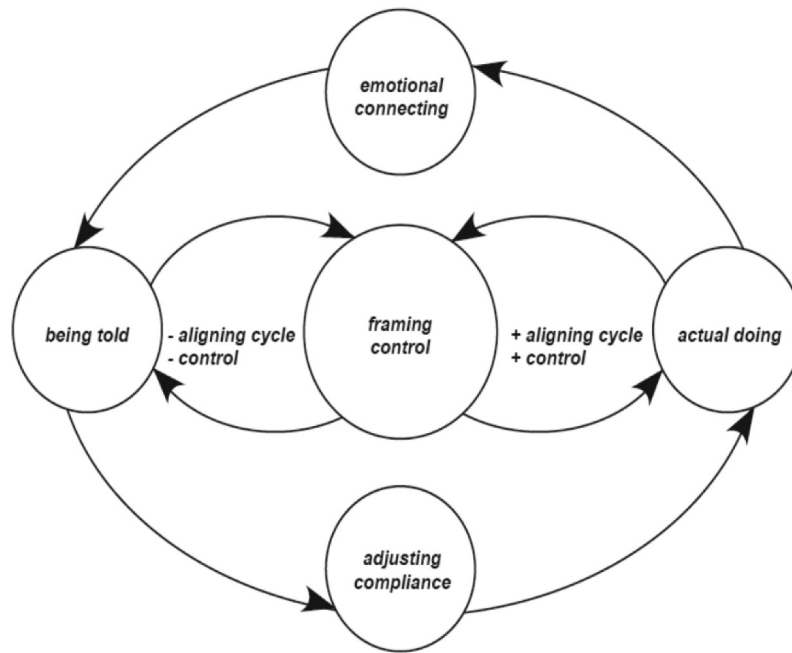 emotional
connecting
being told
- aligning cycle
- control
framing
control
+ aligning cycle
+ control
actual doing
adjusting
compliance